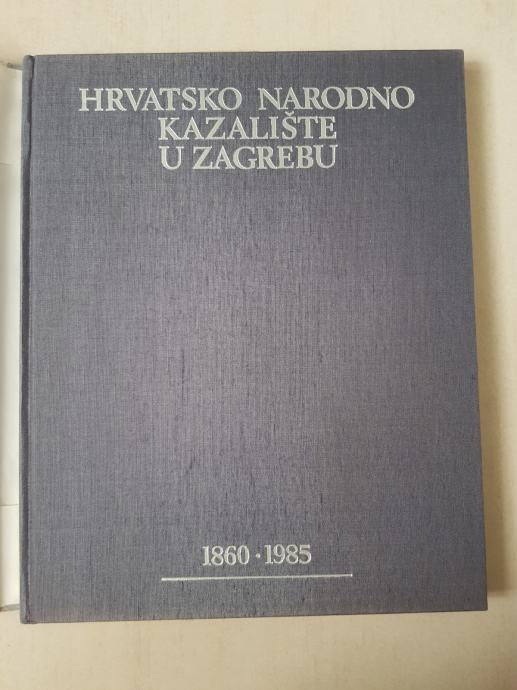 HRVATSKO NARODNO
KAZALIŠTE
U ZAGREBU
1860 · 1985